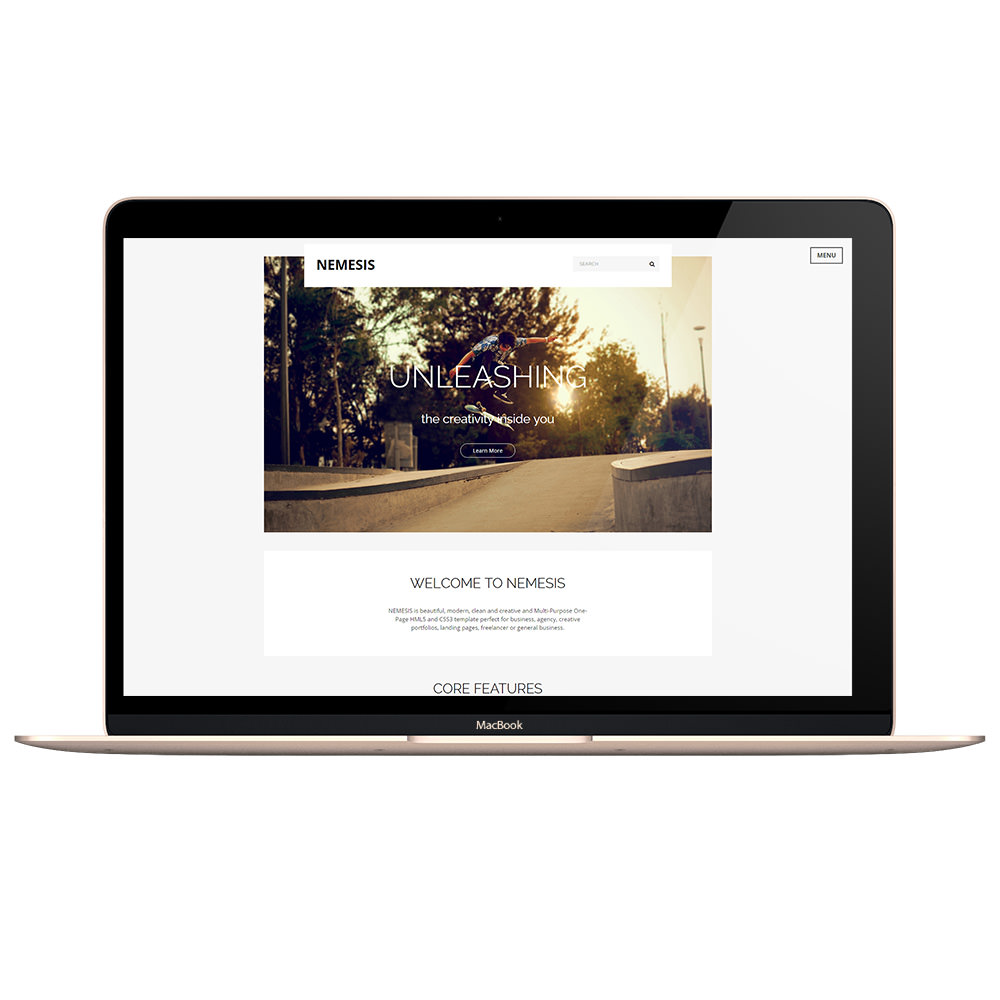 NEMESIS
SEARCH
MENU
UNLEASHING
the creativity inside you
Learn More
WELCOME TO NEMESIS
NEMESIS is beautiful, modern, clean and creative and Multi-Purpose One-
Page HML5 and CSS3 template perfect for business, agency, creative
portfolios, landing pages, freelancer or general business.
CORE FEATURES
MacBook